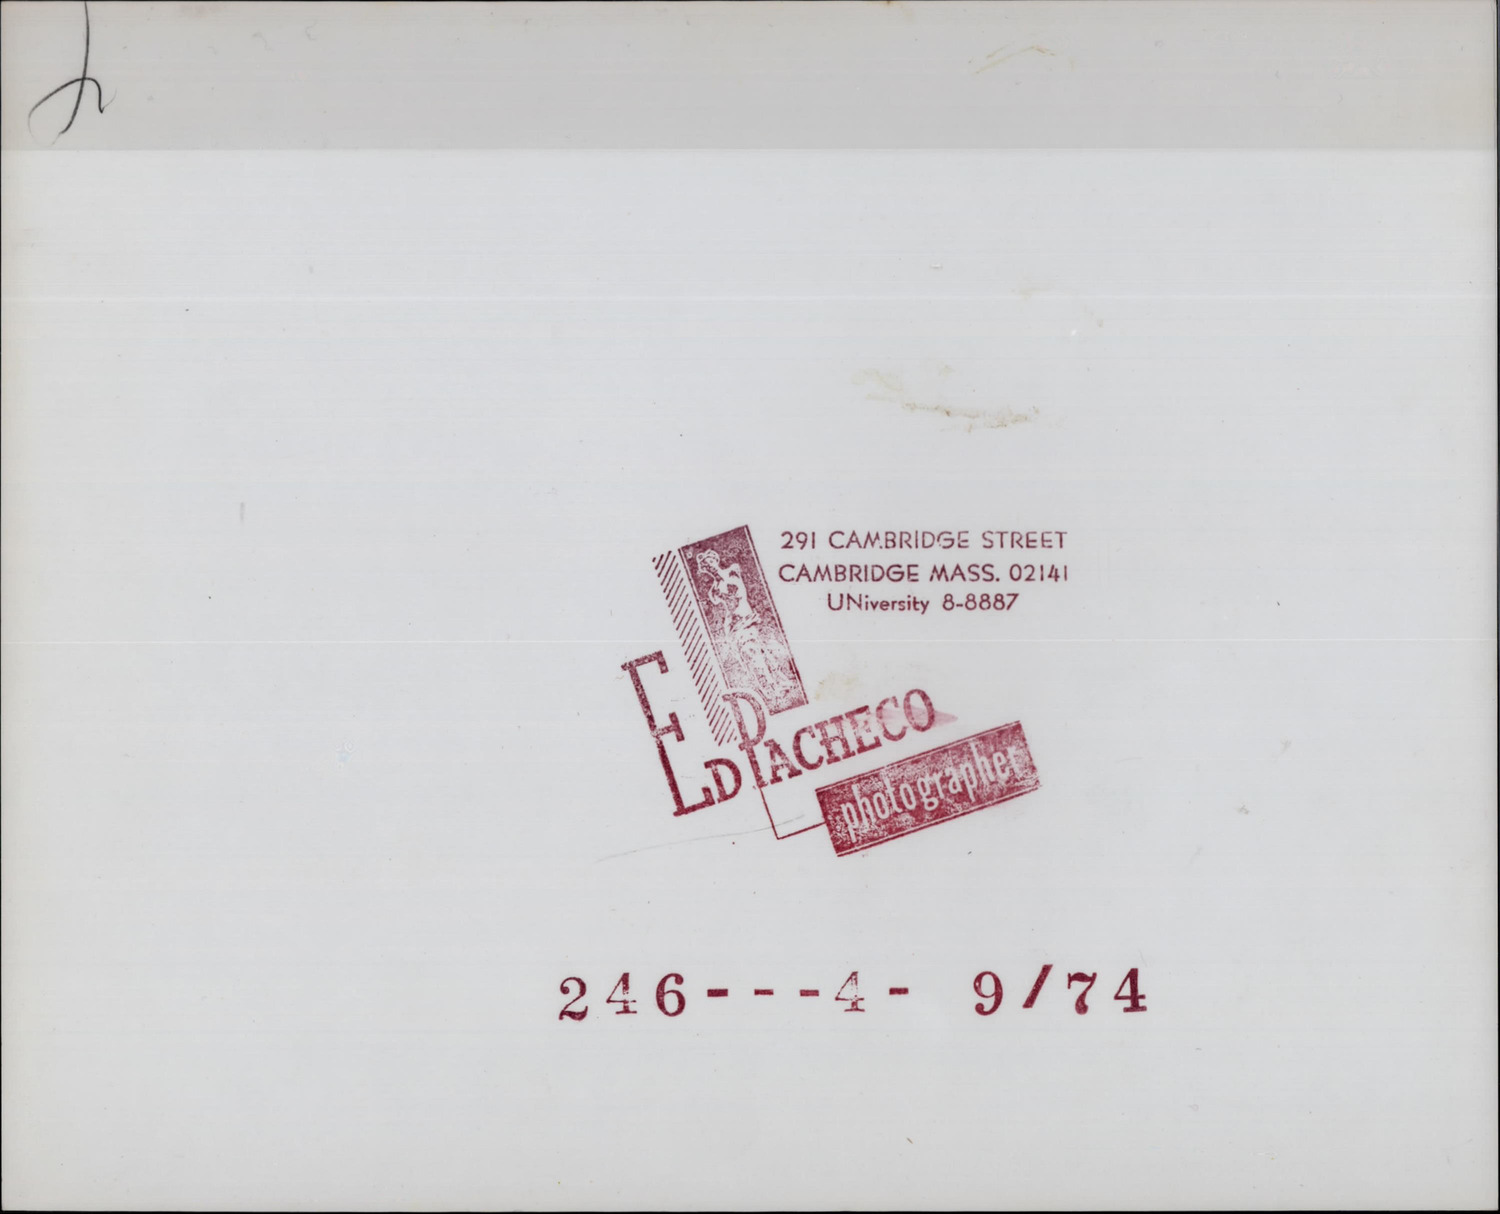 291 CAMBRIDGE STREET
CAMBRIDGE MASS. 02141
UNiversity 8-8887
ED PACHECO
photographer
246---4- 9/74